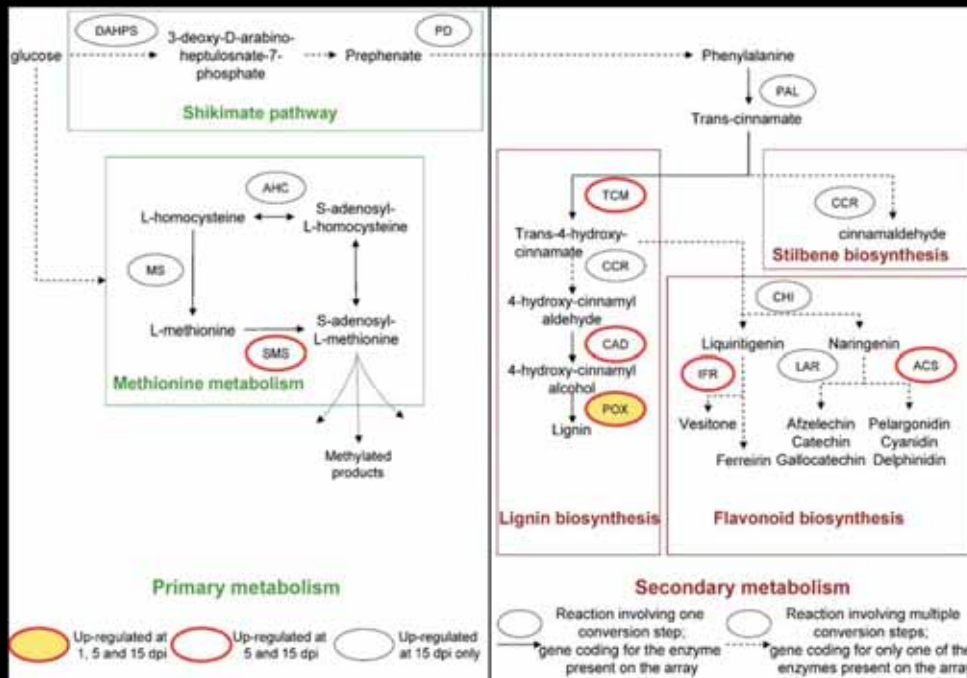 DAHPS
PD
glucose
3-deoxy-D-arabino-
heptulosnate-7-
phosphate
Prephenate
Shikimate pathway
Phenylalanine
PAL
Trans-cinnamate
AHC
L-homocysteine
S-adenosyl-
L-homocysteine
MS
L-methionine
S-adenosyl-
L-methionine
SMS
Methionine metabolism
Methylated
products
TCM
Trans-4-hydroxy-
cinnamate
CCR
4-hydroxy-cinnamyl
aldehyde
CAD
4-hydroxy-cinnamyl
alcohol
POX
Lignin
Lignin biosynthesis
CCR
cinnamaldehyde
Stilbene biosynthesis
CHI
Liquintigenin
Naringenin
IFR
LAR
ACS
Vesitone
Ferreirin
Afzelechin
Catechin
Gallocatechin
Pelargonidin
Cyanidin
Delphinidin
Flavonoid biosynthesis
Primary metabolism
Secondary metabolism
Up-regulated at
1, 5 and 15 dpi
Up-regulated at
5 and 15 dpi
Up-regulated
at 15 dpi only
Reaction involving one
conversion step;
gene coding for the enzyme
present on the array
Reaction involving multiple
conversion steps;
gene coding for only one of the
enzymes present on the array